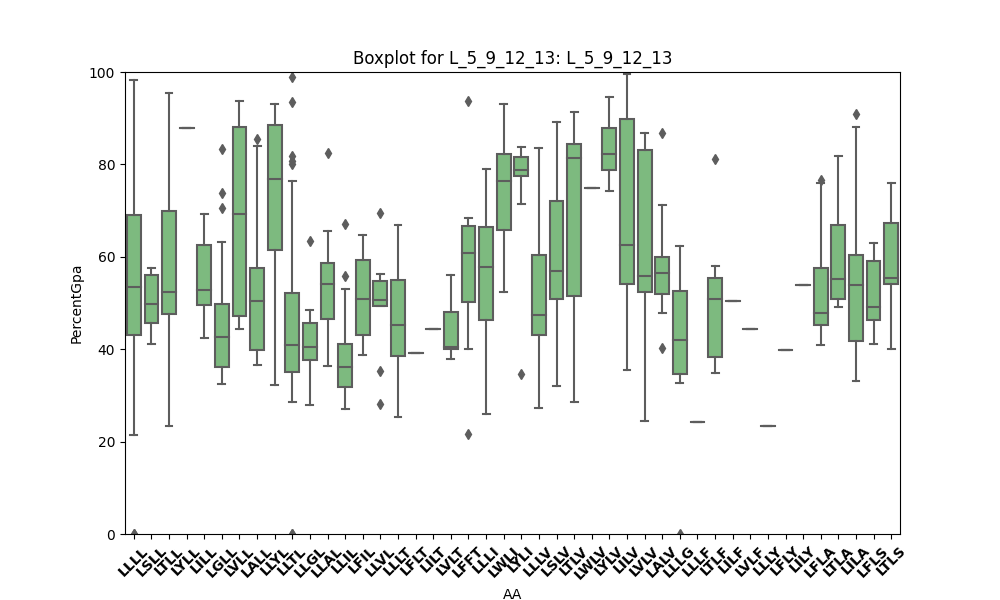 Boxplot for L_5_9_12_13: L_5_9_12_13
100
80
60
40
20
0
PercentGpa
LLLL LSLL LTLL LYLL LILL LGLL LVLL LALL LLYL LLTL LLGL LLAL LLIL LFIL LLVL LLLT LFLT LILT LVLT LFFT LLLI LWLI LYLI LLLV LSLV LTLV LWLV LYLV LILV LVLV LALV LLLG LLLF LTLF LILF LVLF LLLY LFLY LILY LFLA LTLA LILA LFLS LTLS
AA